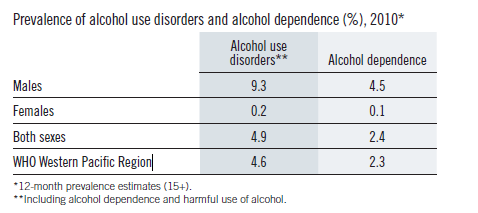 Prevalence of alcohol use disorders and alcohol dependence (%), 2010*
Alcohol use
disorders** Alcohol dependence
Males 9.3 4.5
Females 0.2 0.1
Both sexes 4.9 2.4
WHO Western Pacific Region 4.6 2.3
*12-month prevalence estimates (15+).
**Including alcohol dependence and harmful use of alcohol.